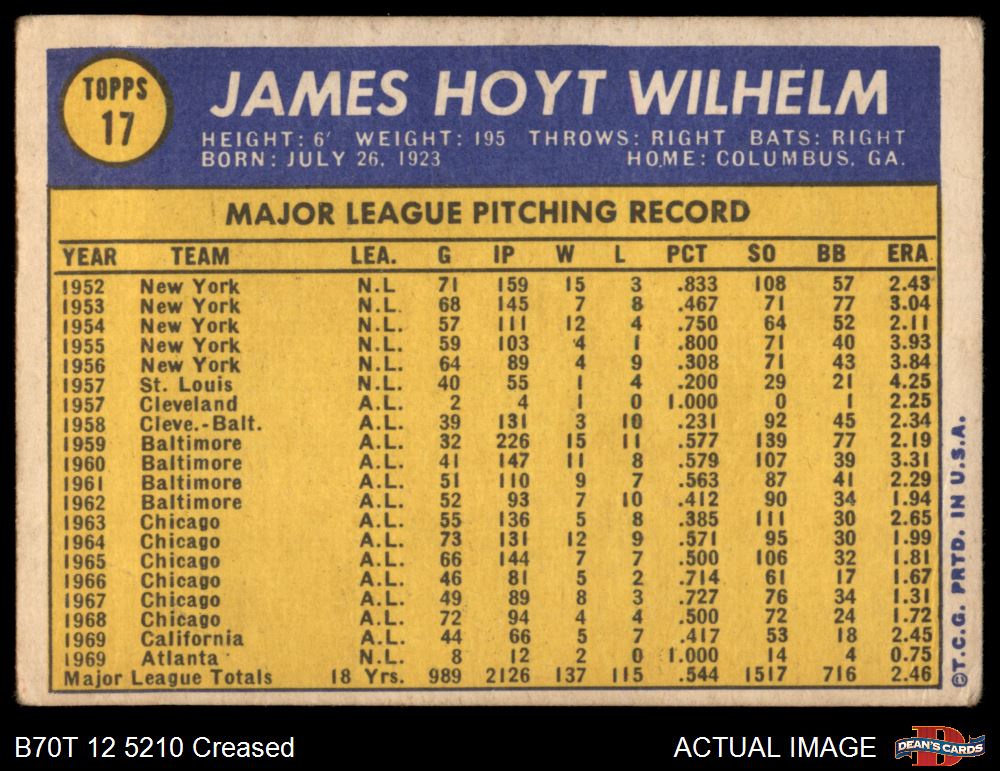 TOPPS
17
JAMES HOYT WILHELM
HEIGHT: 6' WEIGHT: 195 THROWS: RIGHT BATS: RIGHT
BORN: JULY 26, 1923 HOME: COLUMBUS, GA.
MAJOR LEAGUE PITCHING RECORD
YEAR TEAM LEA. G IP W L PCT SO BB ERA
1952 New York N.L 71 159 15 3 .833 108 57 2.43
1953 New York N.L. 68 145 7 8 .467 71 77 3.04
1954 New York N.L. 57 111 12 4 .750 64 52 2.11
1955 New York N.L. 59 103 4 1 .800 71 40 3.93
1956 New York N.L. 64 89 4 9 .308 71 43 3.84
1957 St. Louis N.L. 40 55 1 4 .200 29 21 4.25
1957 Cleveland A.L. 2 4 1 0 1.000 0 1 2.25
1958 Cleve.-Balt. A.L. 39 131 3 10 .231 92 45 2.34
1959 Baltimore A.L. 32 226 15 11 .577 139 77 2.19
1960 Baltimore A.L. 41 147 11 8 .579 107 39 3.31
1961 Baltimore A.L. 51 110 9 7 .563 87 41 2.29
1962 Baltimore A.L. 52 93 7 10 .412 90 34 1.94
1963 Chicago A.L. 55 136 5 8 .385 111 30 2.65
1964 Chicago A.L. 73 131 12 9 .571 95 30 1.99
1965 Chicago A.L. 66 144 7 7 .500 106 32 1.81
1966 Chicago A.L. 46 81 5 2 .714 61 17 1.67
1967 Chicago A.L. 49 89 8 3 .727 76 34 1.31
1968 Chicago A.L. 72 94 4 4 .500 72 24 1.72
1969 California A.L. 44 66 5 7 .417 53 18 2.45
1969 Atlanta N.L. 8 12 2 0 1.000 14 4 0.75
Major League Totals 18 Yrs. 989 2126 137 115 .544 1517 716 2.46
©T.C.G. PRTD. IN U.S.A.
B70T 12 5210 Creased
ACTUAL IMAGE
DEAN'S CARDS